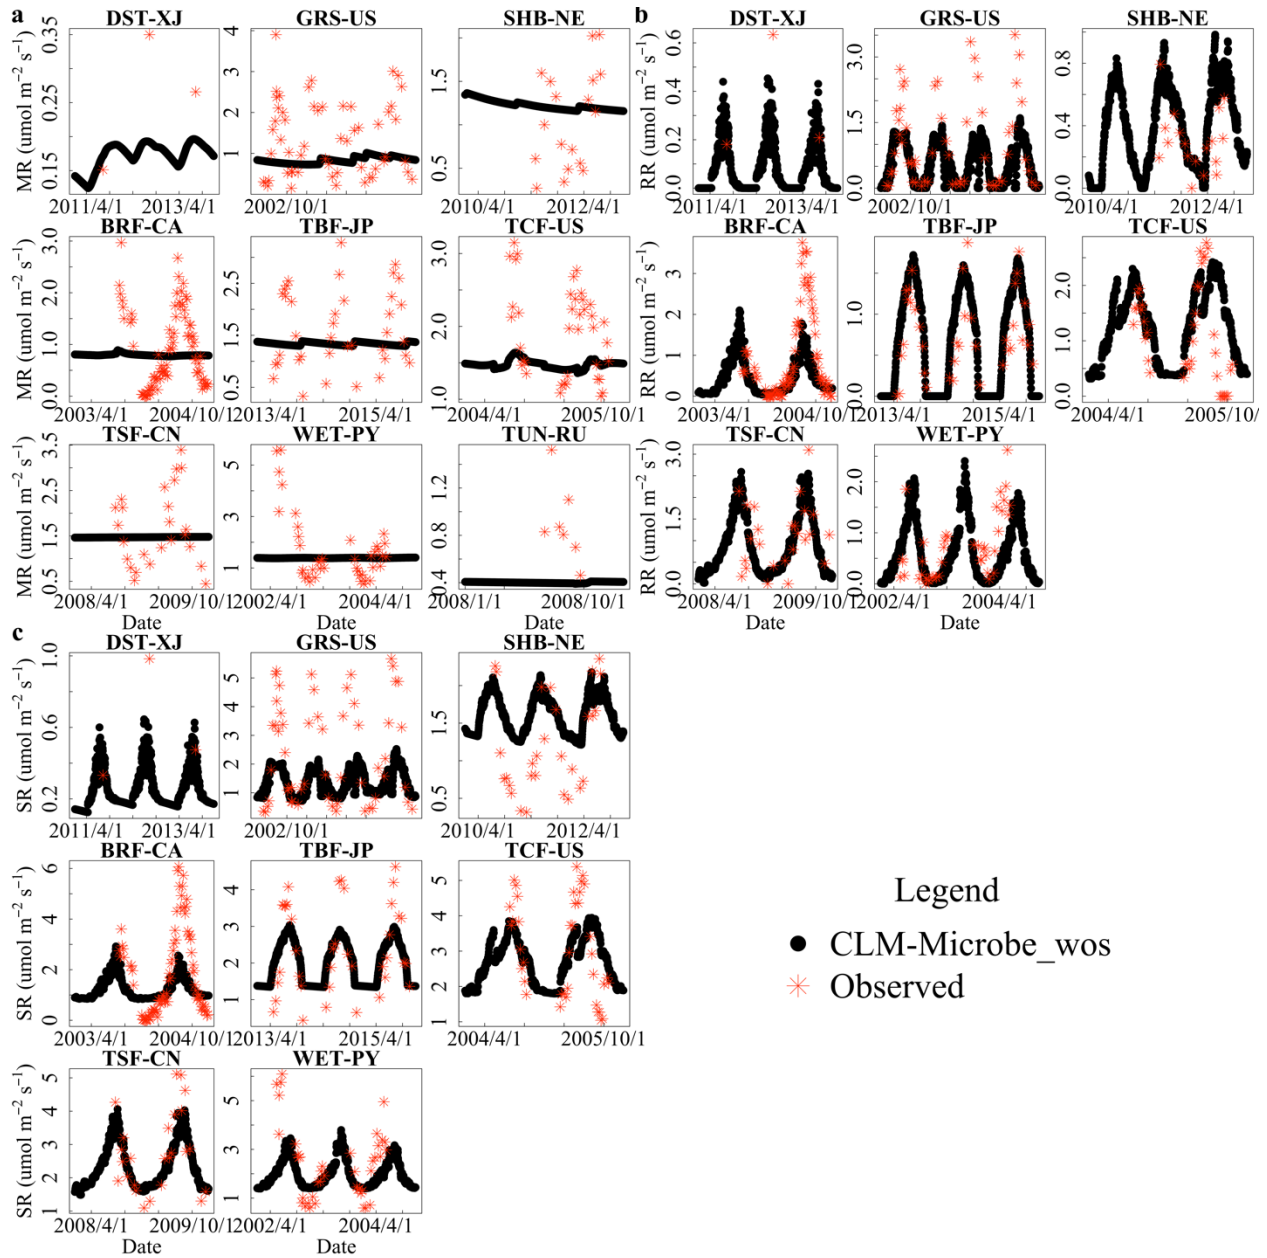 a
DST-XJ
GRS-US
SHB-NE
MR (umol m−2 s−1)
0.15 0.25 0.35
2011/4/1 2013/4/1
1 2 3 4
2002/10/1
0.5 1.5
2010/4/1 2012/4/1
BRF-CA
TBF-JP
TCF-US
MR (umol m−2 s−1)
0.0 1.0 2.0 3.0
2003/4/1 2004/10/1
0.5 1.5 2.5
2013/4/1 2015/4/1
1.0 2.0 3.0
2004/4/1 2005/10/1
TSF-CN
WET-PY
TUN-RU
MR (umol m−2 s−1)
0.5 1.5 2.5 3.5
2008/4/1 2009/10/1
1 3 5
2002/4/1 2004/4/1
0.4 0.8 1.2
2008/1/1 2008/10/1
Date
Date
Date
b
DST-XJ
GRS-US
SHB-NE
RR (umol m−2 s−1)
0.0 0.2 0.4 0.6
2011/4/1 2013/4/1
0.0 1.5 3.0
2002/10/1
0.0 0.4 0.8
2010/4/1 2012/4/1
BRF-CA
TBF-JP
TCF-US
RR (umol m−2 s−1)
0 1 2 3
2003/4/1 2004/10/1
0.0 1.0
2013/4/1 2015/4/1
0.0 1.0 2.0
2004/4/1 2005/10/
TSF-CN
WET-PY
RR (umol m−2 s−1)
0.0 1.5 3.0
2008/4/1 2009/10/1
0.0 1.0 2.0
2002/4/1 2004/4/1
Date
Date
c
DST-XJ
GRS-US
SHB-NE
SR (umol m−2 s−1)
0.2 0.6 1.0
2011/4/1 2013/4/1
1 2 3 4 5
2002/10/1
0.5 1.5
2010/4/1 2012/4/1
BRF-CA
TBF-JP
TCF-US
SR (umol m−2 s−1)
0 2 4 6
2003/4/1 2004/10/1
1 2 3 4
2013/4/1 2015/4/1
1 2 3 4 5
2004/4/1 2005/10/1
TSF-CN
WET-PY
SR (umol m−2 s−1)
1 2 3 4 5
2008/4/1 2009/10/1
1 3 5
2002/4/1 2004/4/1
Date
Date
Legend
CLM-Microbe_wos
Observed